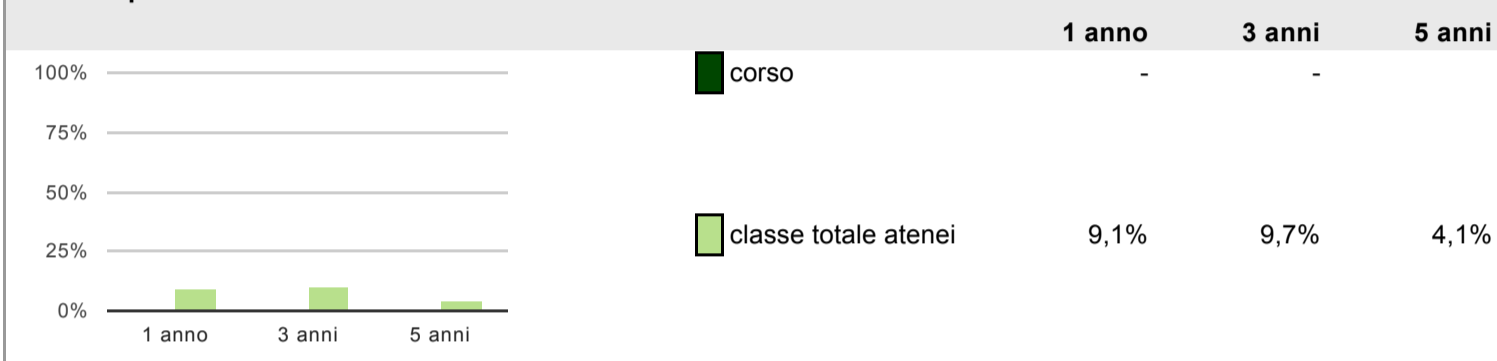 1 anno 3 anni 5 anni
100%
75%
50%
25%
0%
1 anno 3 anni 5 anni
corso - -
classe totale atenei 9,1% 9,7% 4,1%